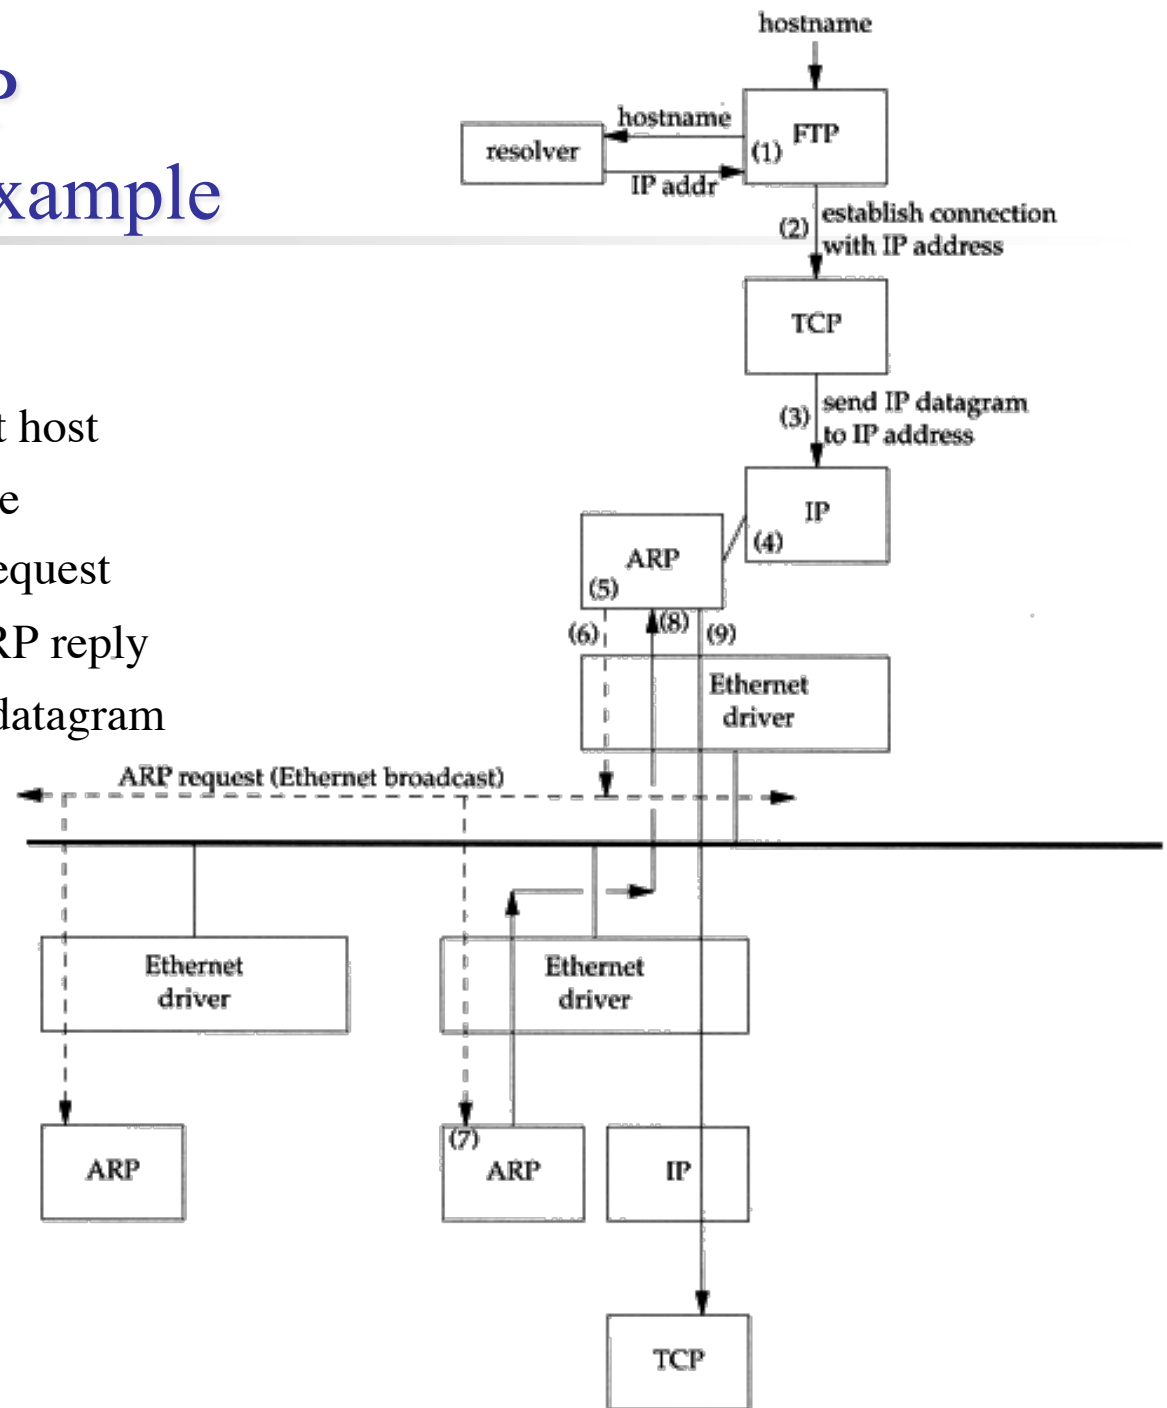 P
xample
t host
e
equest
RP reply
datagram
hostname
hostname
FTP
(1)
resolver
IP addr
(2)
establish connection
with IP address
TCP
(3)
send IP datagram
to IP address
IP
(4)
ARP
(5)
(6)
(8)
(9)
Ethernet
driver
ARP request (Ethernet broadcast)
Ethernet
driver
Ethernet
driver
ARP
(7)
ARP
IP
TCP